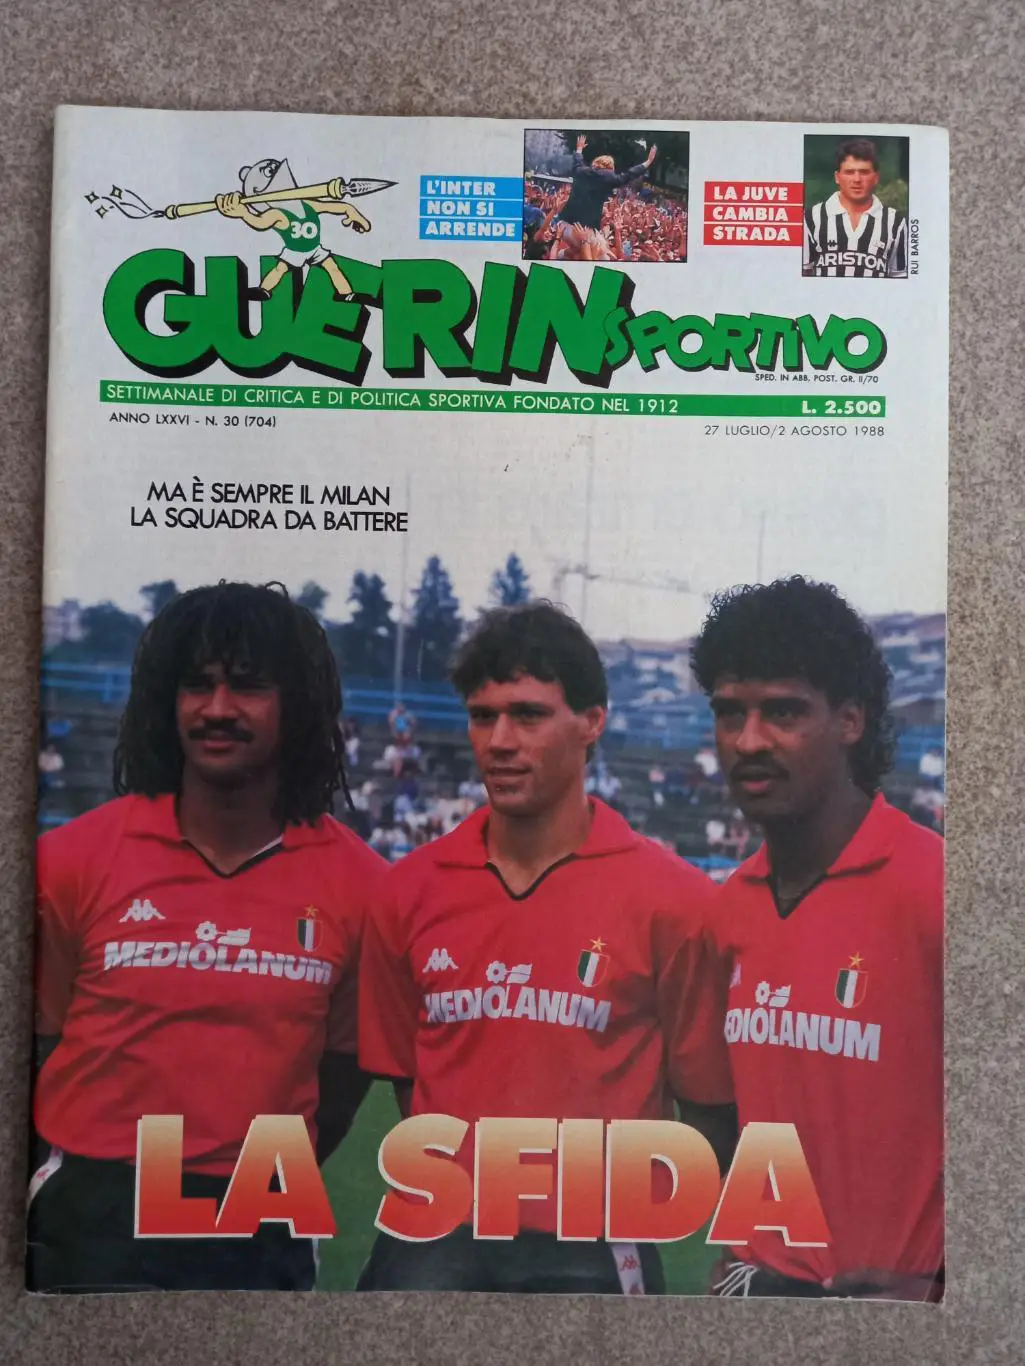 L'INTER
NON SI
ARRENDE
LA JUVE
CAMBIA
STRADA
ARISTON
RUI BARROS
30
GUERIN SPORTIVO
SPED. IN ABB. POST. GR. II/70
SETTIMANALE DI CRITICA E DI POLITICA SPORTIVA FONDATO NEL 1912 L. 2.500
ANNO LXXVI - N. 30 (704) 27 LUGLIO/2 AGOSTO 1988
MA È SEMPRE IL MILAN
LA SQUADRA DA BATTERE
MEDIOLANUM
MEDIOLANUM
MEDIOLANUM
LA SFIDA